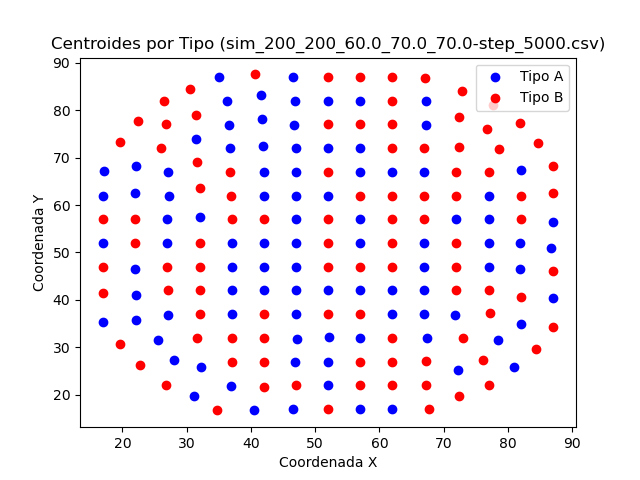 Centroides por Tipo (sim_200_200_60.0_70.0_70.0-step_5000.csv)
Tipo A
Tipo B
90
80
70
60
50
40
30
20
Coordenada Y
20 30 40 50 60 70 80 90
Coordenada X